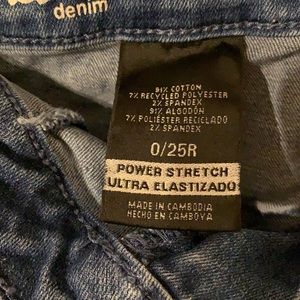 denim
91% COTTON
7% RECYCLED POLYESTER
2% SPANDEX
91% ALGODÓN
7% POLIÉSTER RECICLADO
2% SPANDEX
0/25R
POWER STRETCH
ULTRA ELASTIZADO
MADE IN CAMBODIA
HECHO EN CAMBOYA